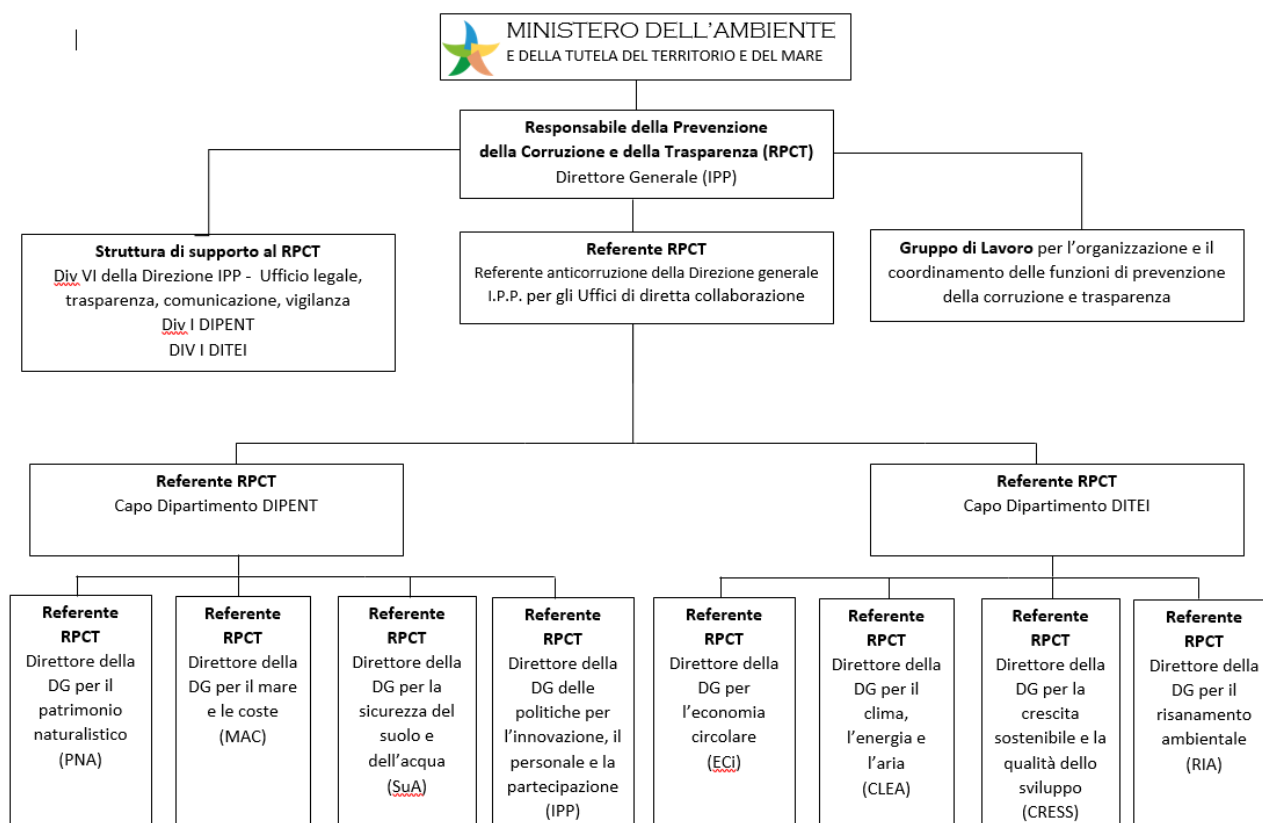 MINISTERO DELL'AMBIENTE
E DELLA TUTELA DEL TERRITORIO E DEL MARE
Responsabile della Prevenzione
della Corruzione e della Trasparenza (RPCT)
Direttore Generale (IPP)
Struttura di supporto al RPCT
Div VI della Direzione IPP - Ufficio legale,
trasparenza, comunicazione, vigilanza
Div I DIPENT
DIV I DITEI
Referente RPCT
Referente anticorruzione della Direzione generale
I.P.P. per gli Uffici di diretta collaborazione
Gruppo di Lavoro per l'organizzazione e il
coordinamento delle funzioni di prevenzione
della corruzione e trasparenza
Referente RPCT
Capo Dipartimento DIPENT
Referente RPCT
Capo Dipartimento DITEI
Referente
RPCT
Direttore della
DG per il
patrimonio
naturalistico
(PNA)
Referente
RPCT
Direttore della
DG per il mare
e le coste
(MAC)
Referente
RPCT
Direttore della
DG per la
sicurezza del
suolo e
dell'acqua
(SuA)
Referente
RPCT
Direttore della
DG delle
politiche per
l'innovazione, il
personale e la
partecipazione
(IPP)
Referente
RPCT
Direttore della
DG per
l'economia
circolare
(ECi)
Referente
RPCT
Direttore della
DG per il
clima,
l'energia e
l'aria
(CLEA)
Referente
RPCT
Direttore della
DG per la
crescita
sostenibile e la
qualità dello
sviluppo
(CRESS)
Referente
RPCT
Direttore della
DG per il
risanamento
ambientale
(RIA)